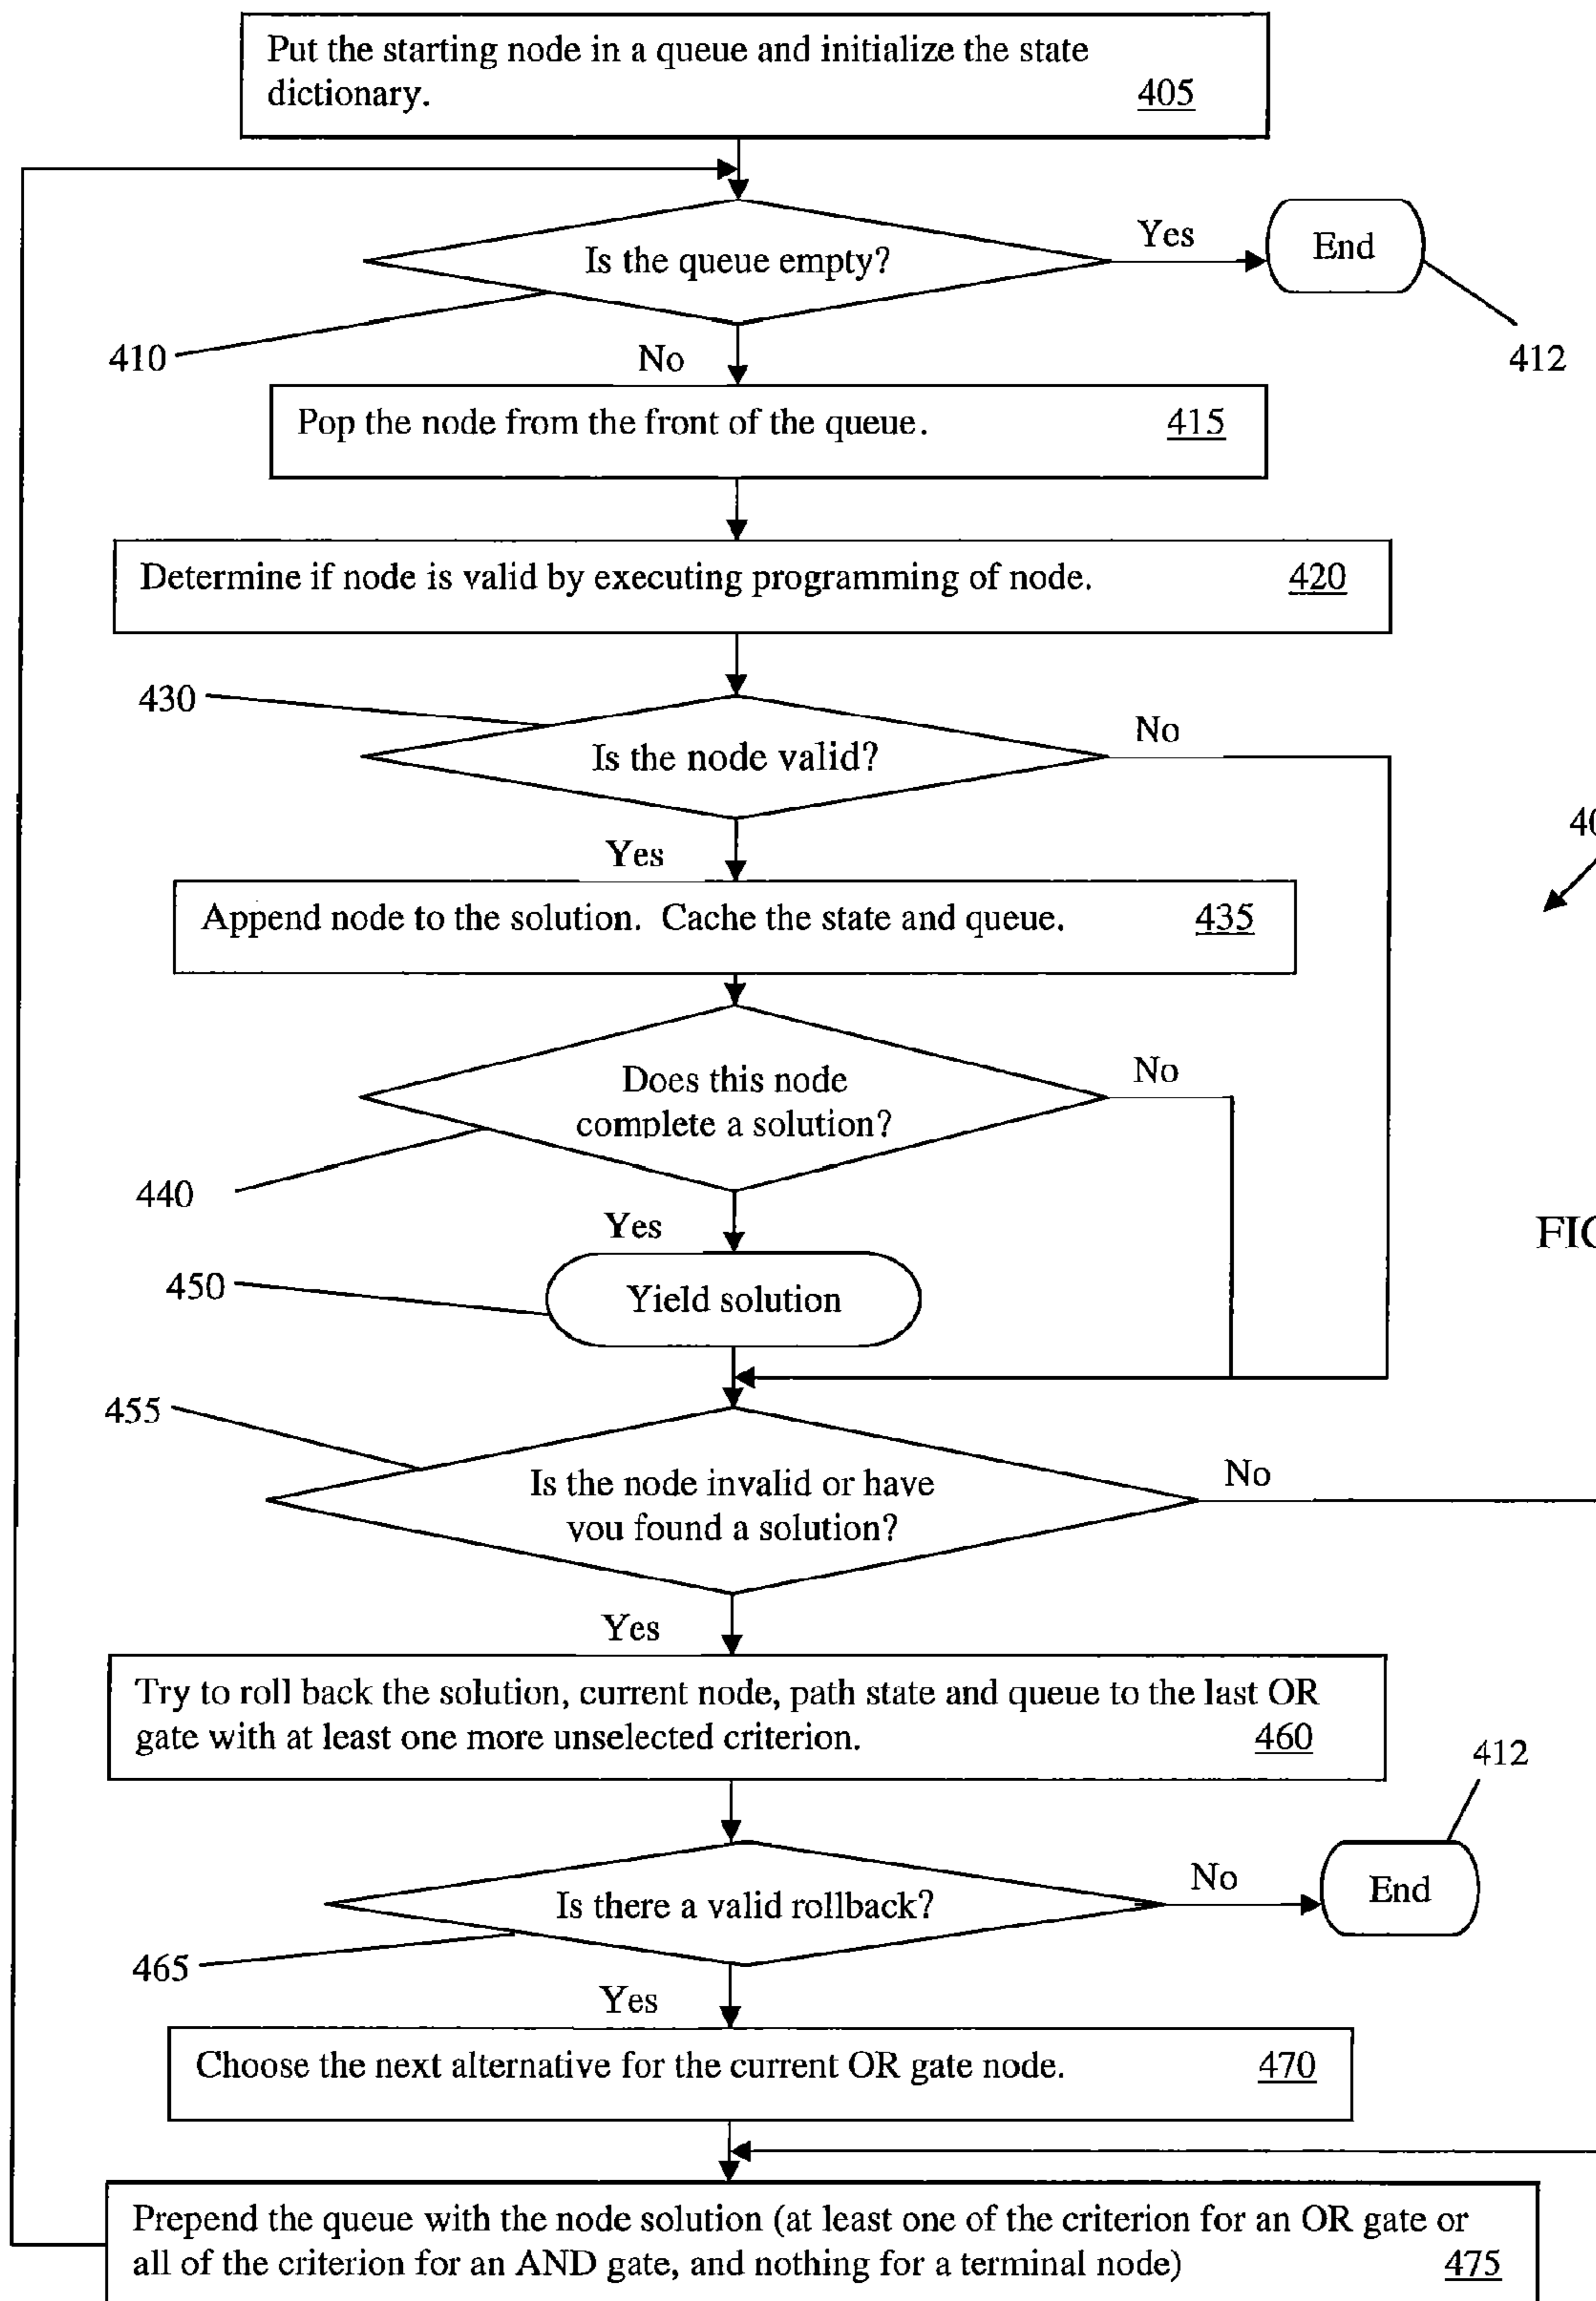 Put the starting node in a queue and initialize the state
dictionary. 405
Is the queue empty?
Yes
End
410
412
No
Pop the node from the front of the queue. 415
Determine if node is valid by executing programming of node. 420
430
No
Is the node valid?
Yes
Append node to the solution. Cache the state and queue. 435
Does this node
No
complete a solution?
440
Yes
450
Yield solution
455
Is the node invalid or have
No
you found a solution?
Yes
Try to roll back the solution, current node, path state and queue to the last OR
gate with at least one more unselected criterion. 460
412
Is there a valid rollback?
No
End
465
Yes
Choose the next alternative for the current OR gate node. 470
Prepend the queue with the node solution (at least one of the criterion for an OR gate or
all of the criterion for an AND gate, and nothing for a terminal node) 475